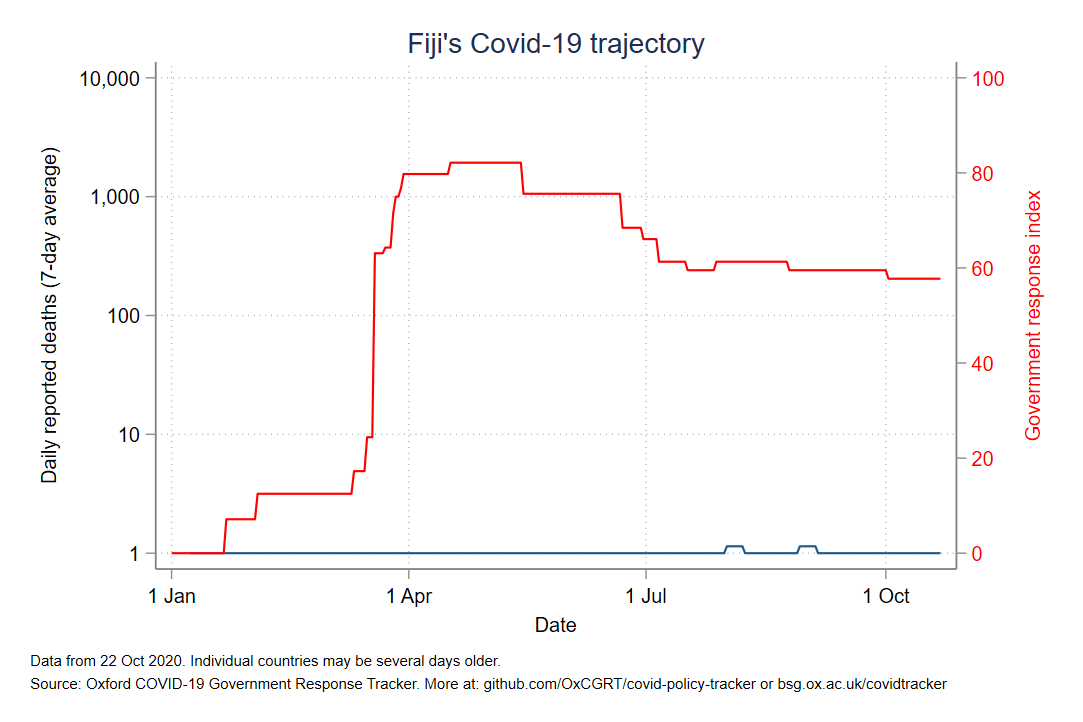 Fiji's Covid-19 trajectory
10,000
1,000
100
10
1
Daily reported deaths (7-day average)
100
80
60
40
20
0
Government response index
1 Jan
1 Apr
1 Jul
1 Oct
Date
Data from 22 Oct 2020. Individual countries may be several days older.
Source: Oxford COVID-19 Government Response Tracker. More at: github.com/OxCGRT/covid-policy-tracker or bsg.ox.ac.uk/covidtracker